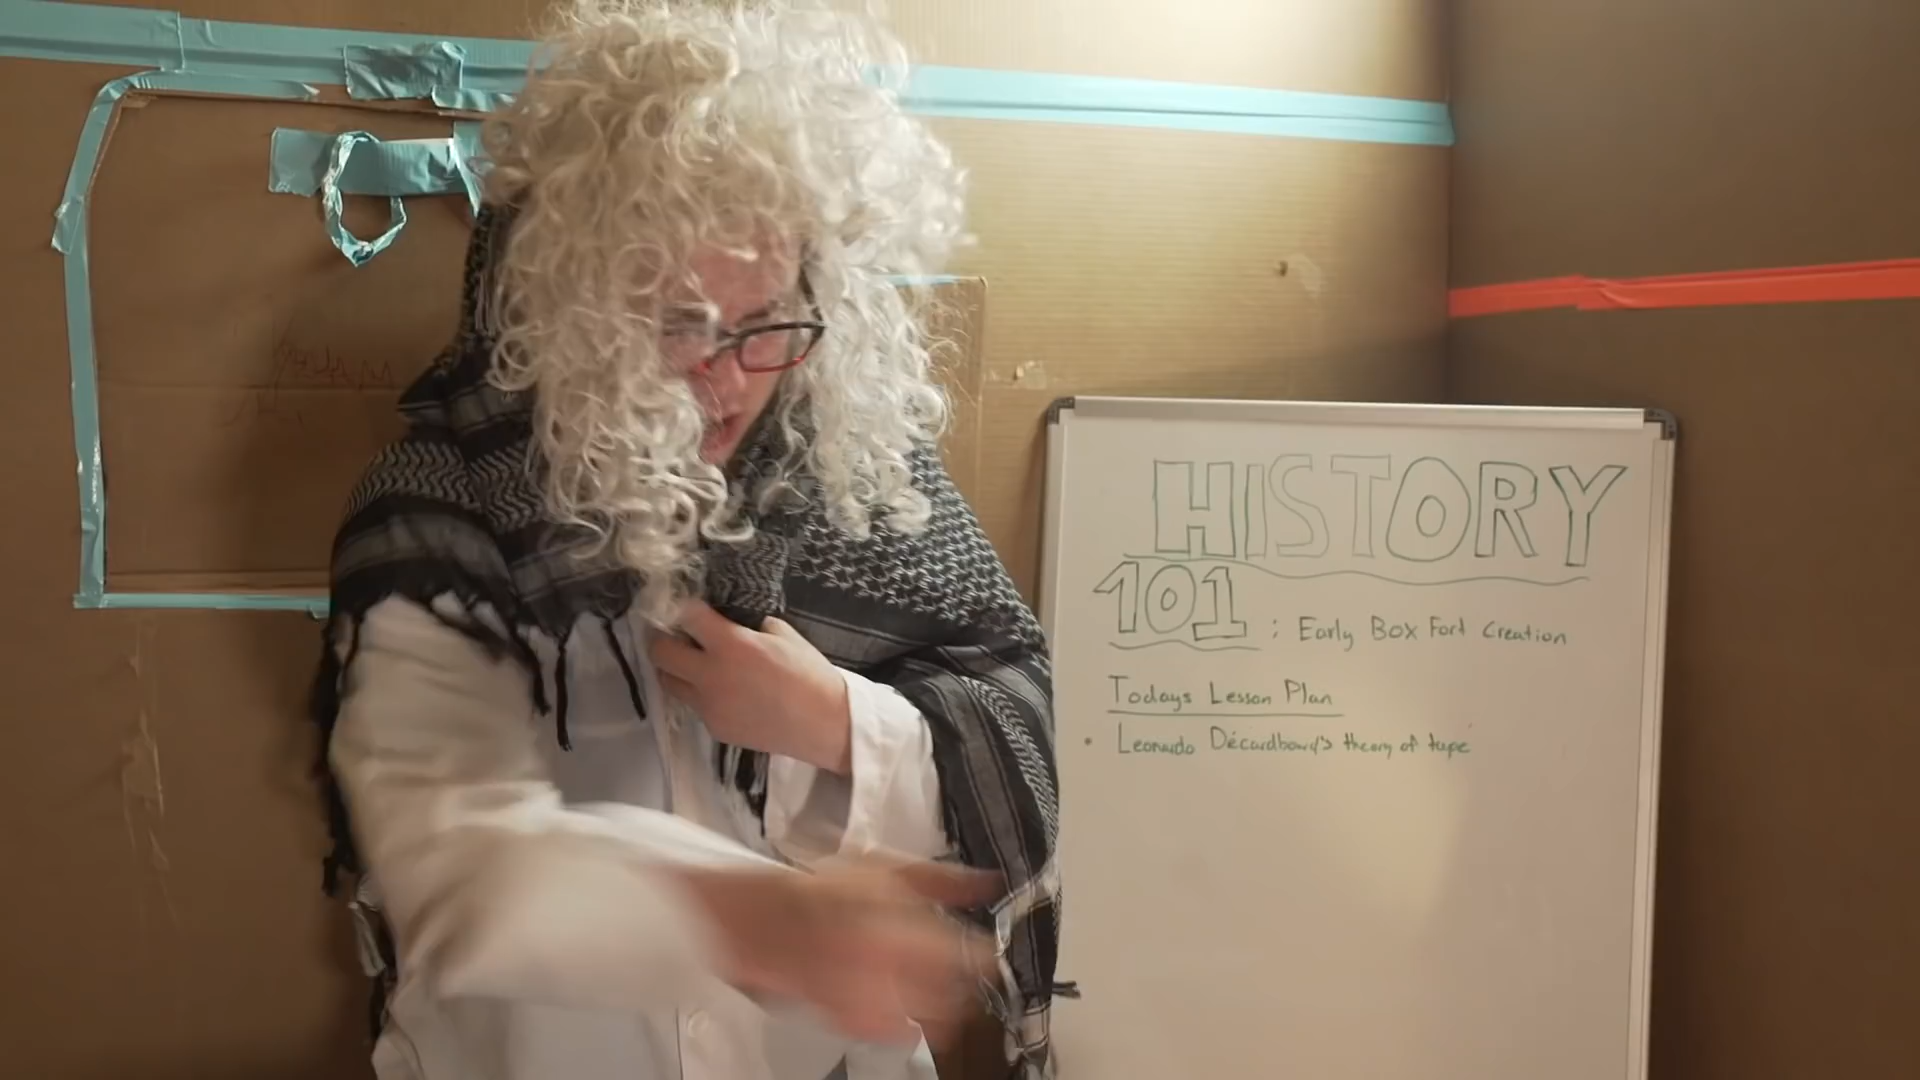 HISTORY
101 : Early Box Fort Creation
Todays Lesson Plan
• Leonardo Décardboard's theory of tape